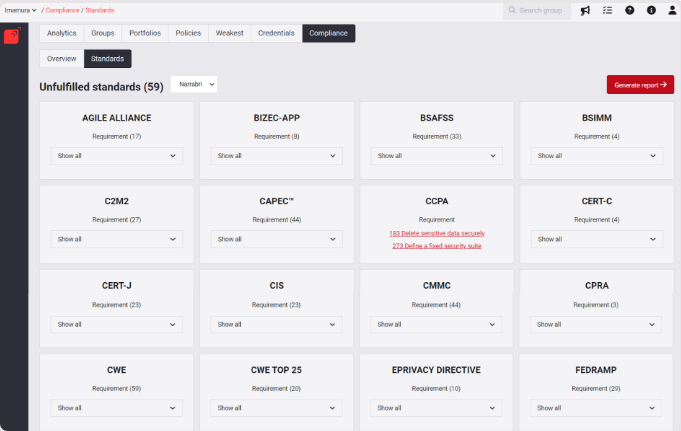 Imamura / Compliance / Standards
Search group
Analytics Groups Portfolios Policies Weakest Credentials Compliance
Overview Standards
Unfulfilled standards (59) Narrabri
Generate report
AGILE ALLIANCE BIZEC-APP BSAFSS BSIMM
Requirement (17) Requirement (8) Requirement (33) Requirement (4)
Show all Show all Show all Show all
C2M2 CAPEC™ CCPA CERT-C
Requirement (27) Requirement (44) Requirement Requirement (4)
183 Delete sensitive data securely
Show all Show all Show all
273 Define a fixed security suite
CERT-J CIS CMMC CPRA
Requirement (23) Requirement (23) Requirement (44) Requirement (3)
Show all Show all Show all Show all
CWE CWE TOP 25 EPRIVACY DIRECTIVE FEDRAMP
Requirement (59) Requirement (20) Requirement (10) Requirement (29)
Show all Show all Show all Show all